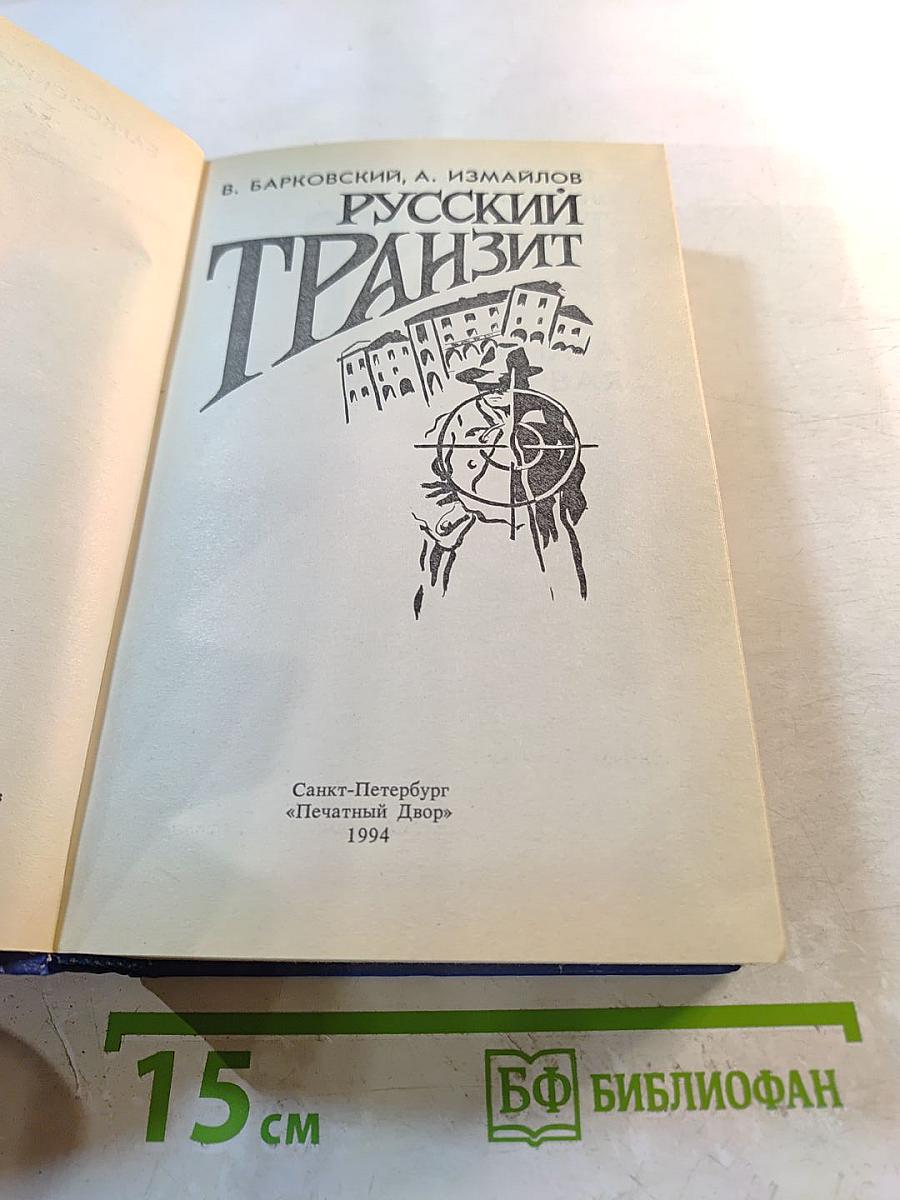 В. БАРКОВСКИЙ, А. ИЗМАЙЛОВ
РУССКИЙ
ТРАНЗИТ
Санкт-Петербург
«Печатный Двор»
1994
15 см
БФ БИБЛИОФАН